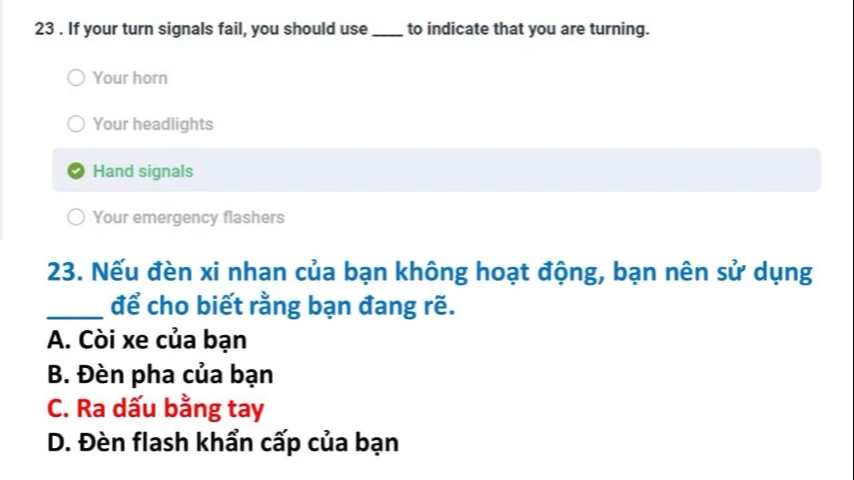 23 . If your turn signals fail, you should use ____ to indicate that you are turning.
Your horn
Your headlights
Hand signals
Your emergency flashers
23. Nếu đèn xi nhan của bạn không hoạt động, bạn nên sử dụng
_____ để cho biết rằng bạn đang rẽ.
A. Còi xe của bạn
B. Đèn pha của bạn
C. Ra dấu bằng tay
D. Đèn flash khẩn cấp của bạn